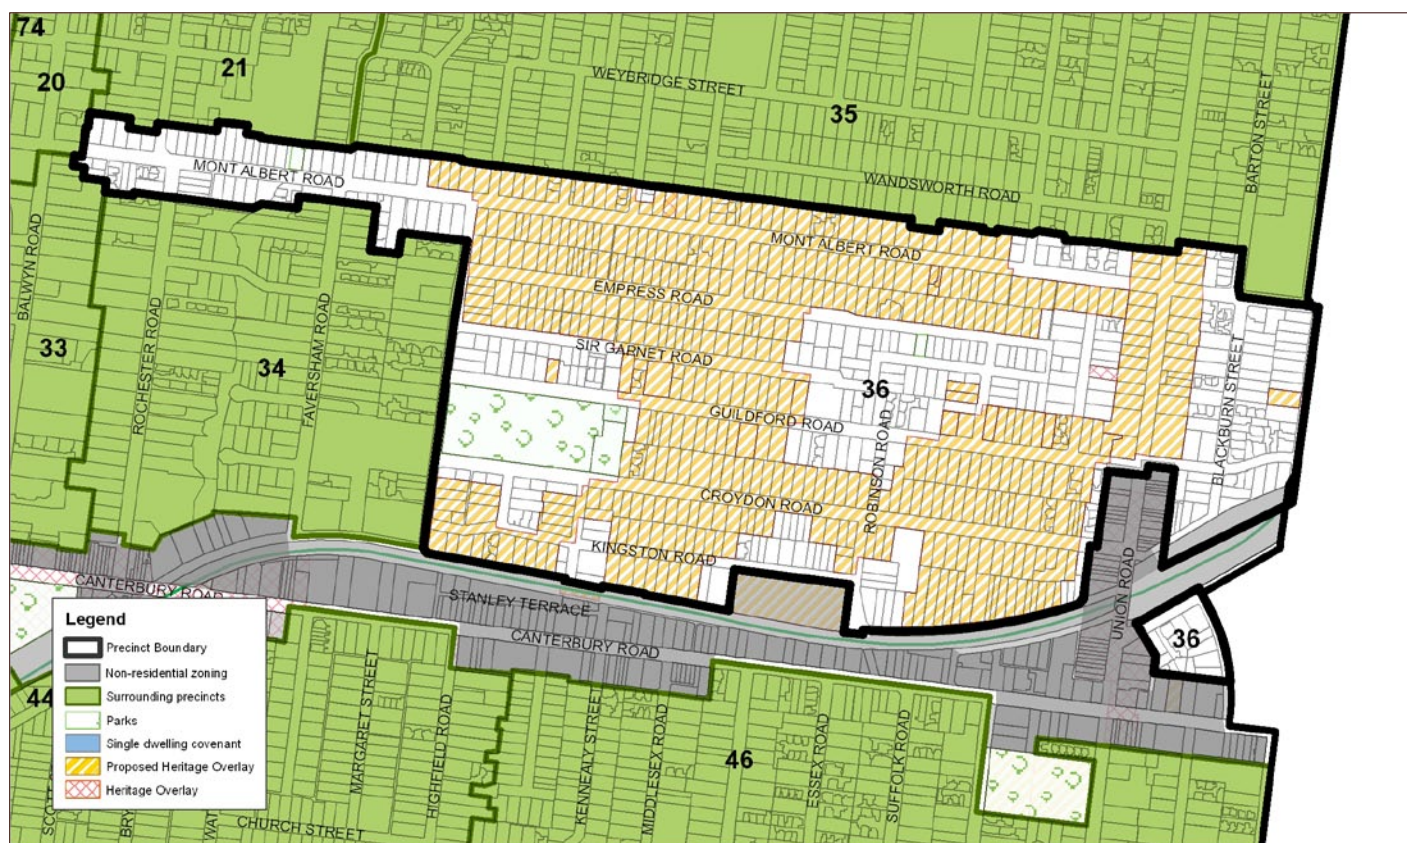 74
20
21
WEYBRIDGE STREET
35
BARTON STREET
MONT ALBERT ROAD
WANDSWORTH ROAD
BALWYN ROAD
MONT ALBERT ROAD
EMPRESS ROAD
ROCHESTER ROAD
FAVERSHAM ROAD
33
34
SIR GARNET ROAD
36
BLACKBURN STREET
GUILDFORD ROAD
ROBINSON ROAD
CROYDON ROAD
KINGSTON ROAD
UNION ROAD
CANTERBURY ROAD
STANLEY TERRACE
CANTERBURY ROAD
36
Legend
Precinct Boundary
Non-residential zoning
Surrounding precincts
Parks
Single dwelling covenant
Proposed Heritage Overlay
Heritage Overlay
44
MARGARET STREET
HIGHFIELD ROAD
KENNEALY STREET
MIDDLESEX ROAD
46
ESSEX ROAD
SUFFOLK ROAD
CHURCH STREET